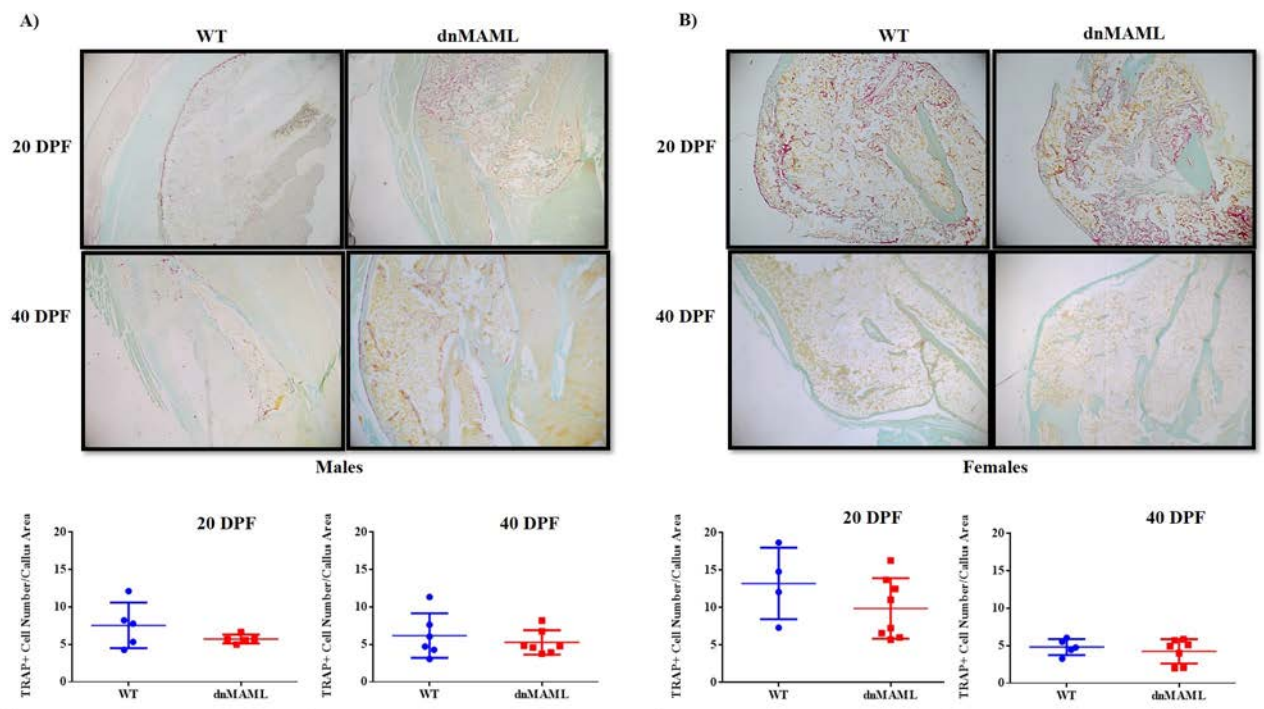 A)
WT
dnMAML
20 DPF
40 DPF
Males
TRAP+ Cell Number/Callus Area
20 DPF
20
15
10
5
0
WT
dnMAML
TRAP+ Cell Number/Callus Area
40 DPF
20
15
10
5
0
WT
dnMAML
B)
WT
dnMAML
20 DPF
40 DPF
Females
TRAP+ Cell Number/Callus Area
20 DPF
20
15
10
5
0
WT
dnMAML
TRAP+ Cell Number/Callus Area
40 DPF
20
15
10
5
0
WT
dnMAML